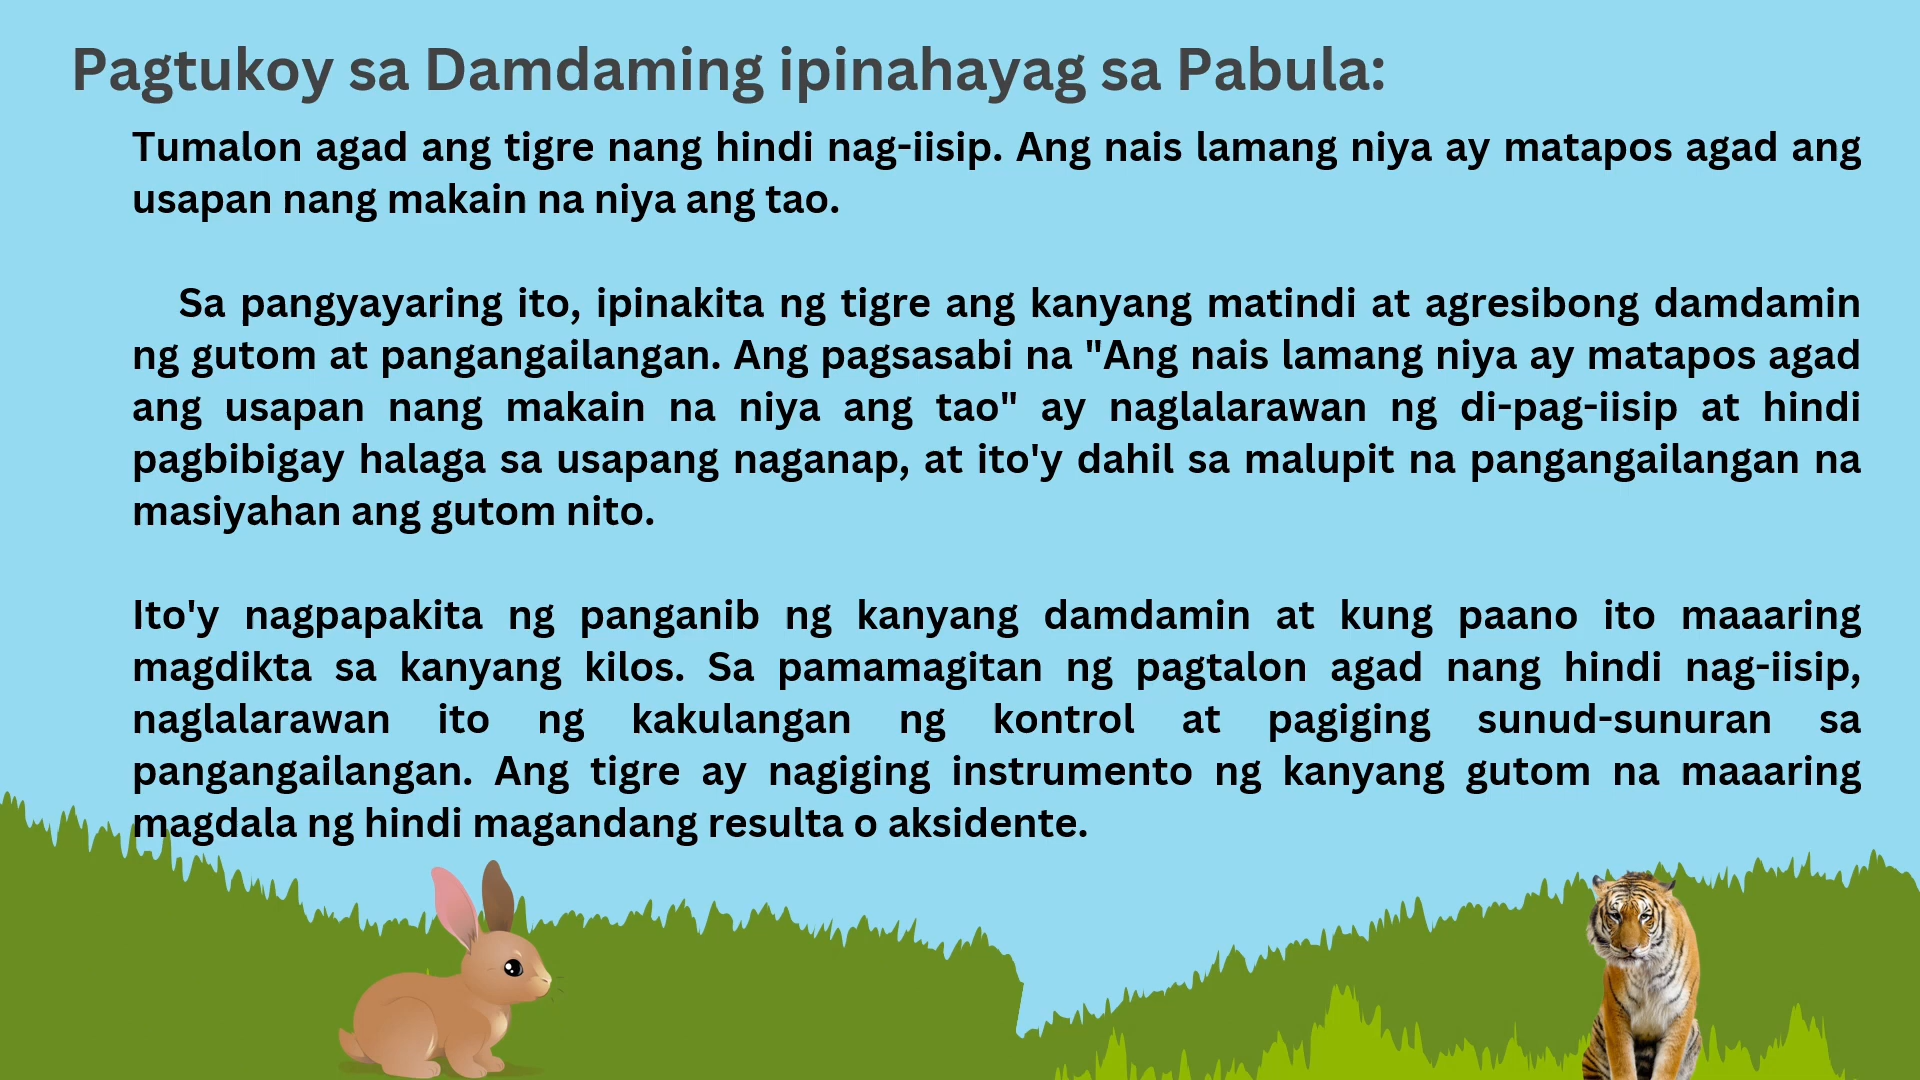 Pagtukoy sa Damdaming ipinahayag sa Pabula:
Tumalon agad ang tigre nang hindi nag-iisip. Ang nais lamang niya ay matapos agad ang
usapan nang makain na niya ang tao.
Sa pangyayaring ito, ipinakita ng tigre ang kanyang matindi at agresibong damdamin
ng gutom at pangangailangan. Ang pagsasabi na "Ang nais lamang niya ay matapos agad
ang usapan nang makain na niya ang tao" ay naglalarawan ng di-pag-iisip at hindi
pagbibigay halaga sa usapang naganap, at ito'y dahil sa malupit na pangangailangan na
masiyahan ang gutom nito.
Ito'y nagpapakita ng panganib ng kanyang damdamin at kung paano ito maaaring
magdikta sa kanyang kilos. Sa pamamagitan ng pagtalon agad nang hindi nag-iisip,
naglalarawan ito ng kakulangan ng kontrol at pagiging sunud-sunuran sa
pangangailangan. Ang tigre ay nagiging instrumento ng kanyang gutom na maaaring
magdala ng hindi magandang resulta o aksidente.